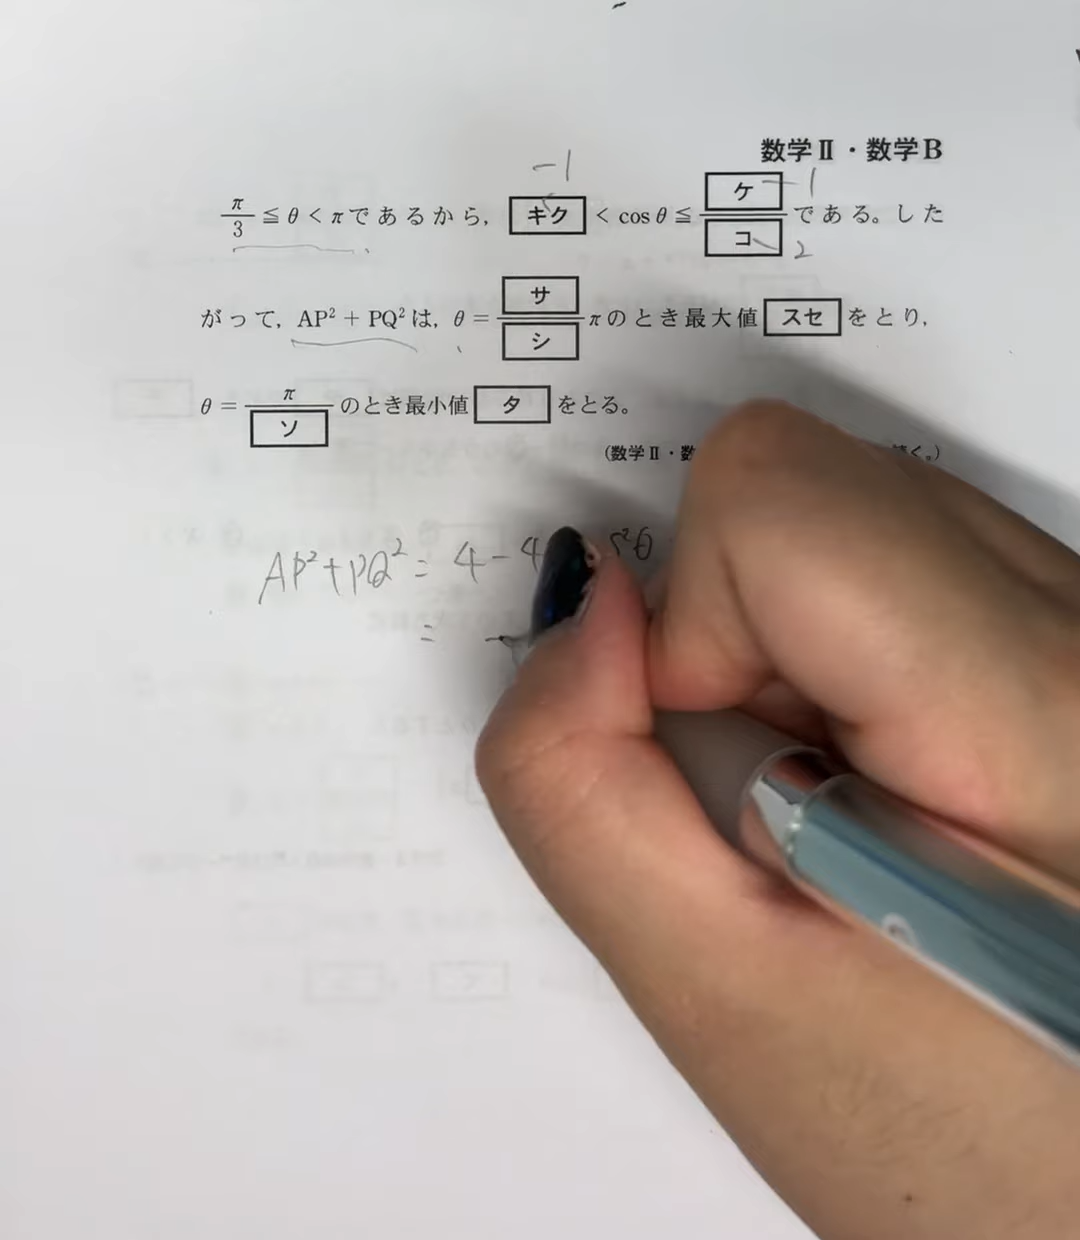 数学Ⅱ・数学B
-1
π/3 ≦ θ < π であるから, キク < cos θ ≦ ケ/コ である。した
1
2
がって, AP² + PQ² は, θ = サ/シ π のとき最大値 スセ をとり,
θ = π/ソ のとき最小値 タ をとる。
(数学Ⅱ・数 く。)
AP²+PQ² = 4-4 s²θ
= -